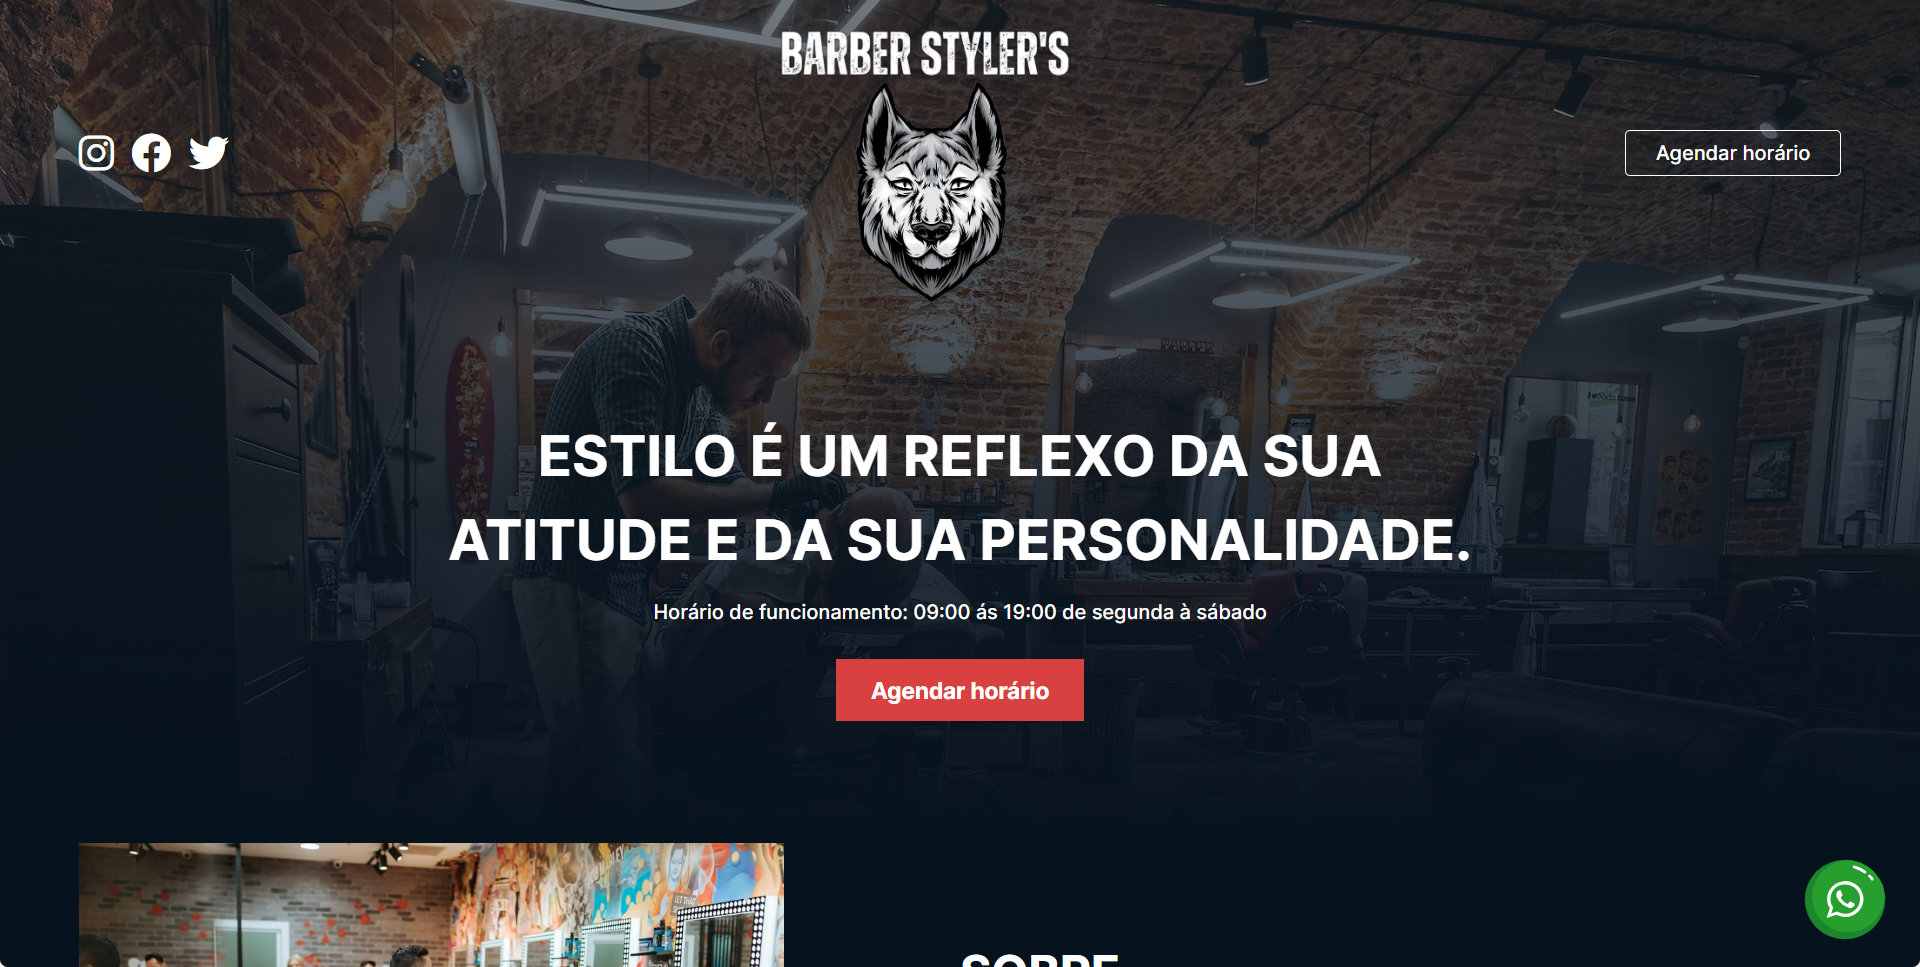 BARBER STYLER'S
Agendar horário
ESTILO É UM REFLEXO DA SUA
ATITUDE E DA SUA PERSONALIDADE.
Horário de funcionamento: 09:00 ás 19:00 de segunda à sábado
Agendar horário
SOBRE